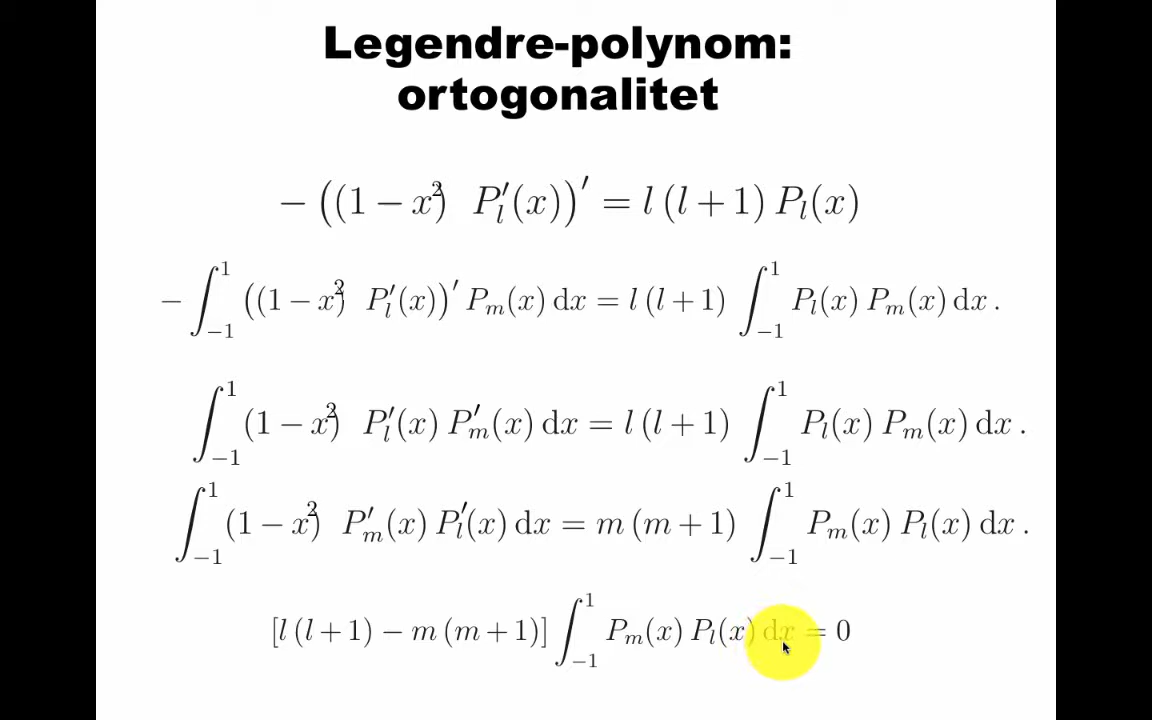 Legendre-polynom:
ortogonalitet
− ((1 − x²) P′ₗ(x))′ = l (l + 1) Pₗ(x)
− ∫₋₁¹ ((1 − x²) P′ₗ(x))′ Pₘ(x) dx = l (l + 1) ∫₋₁¹ Pₗ(x) Pₘ(x) dx .
∫₋₁¹ (1 − x²) P′ₗ(x) P′ₘ(x) dx = l (l + 1) ∫₋₁¹ Pₗ(x) Pₘ(x) dx .
∫₋₁¹ (1 − x²) P′ₘ(x) P′ₗ(x) dx = m (m + 1) ∫₋₁¹ Pₘ(x) Pₗ(x) dx .
[l (l + 1) − m (m + 1)] ∫₋₁¹ Pₘ(x) Pₗ(x) dx = 0